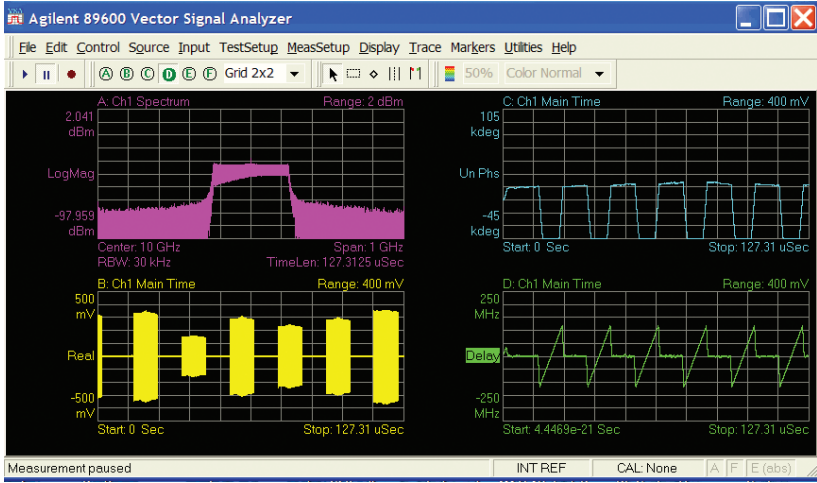 Agilent 89600 Vector Signal Analyzer
File Edit Control Source Input TestSetup MeasSetup Display Trace Markers Utilities Help
A B C D E F Grid 2x2 50% Color Normal
A: Ch1 Spectrum Range: 2 dBm
2.041
dBm
LogMag
-97.959
dBm
Center: 10 GHz Span: 1 GHz
RBW: 30 kHz TimeLen: 127.3125 uSec
C: Ch1 Main Time Range: 400 mV
105
kdeg
Un Phs
-45
kdeg
Start: 0 Sec Stop: 127.31 uSec
B: Ch1 Main Time Range: 400 mV
500
mV
Real
-500
mV
Start: 0 Sec Stop: 127.31 uSec
D: Ch1 Main Time Range: 400 mV
250
MHz
Delay
-250
MHz
Start: 4.4469e-21 Sec Stop: 127.31 uSec
Measurement paused INT REF CAL: None A F E (abs)